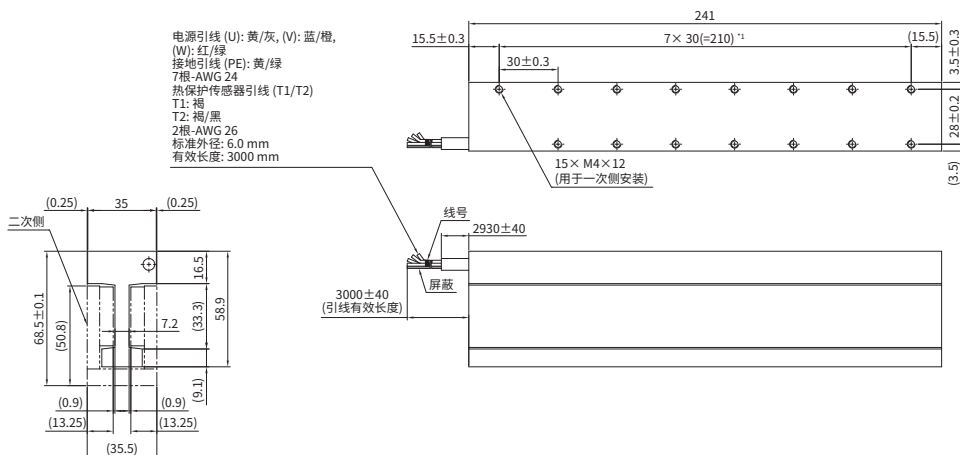 电源引线 (U): 黄/灰, (V): 蓝/橙,
(W): 红/绿
接地引线 (PE): 黄/绿
7根-AWG 24
热保护传感器引线 (T1/T2)
T1: 褐
T2: 褐/黑
2根-AWG 26
标准外径: 6.0 mm
有效长度: 3000 mm
241
15.5±0.3
7×30(=210) *1
(15.5)
30±0.3
3.5±0.3
28±0.2
(3.5)
15× M4×12
(用于一次侧安装)
(0.25)
35
(0.25)
二次侧
16.5
58.9
(33.3)
7.2
68.5±0.1
(50.8)
(9.1)
(0.9)
(0.9)
(13.25)
(13.25)
(35.5)
线号
2930±40
屏蔽
3000±40
(引线有效长度)